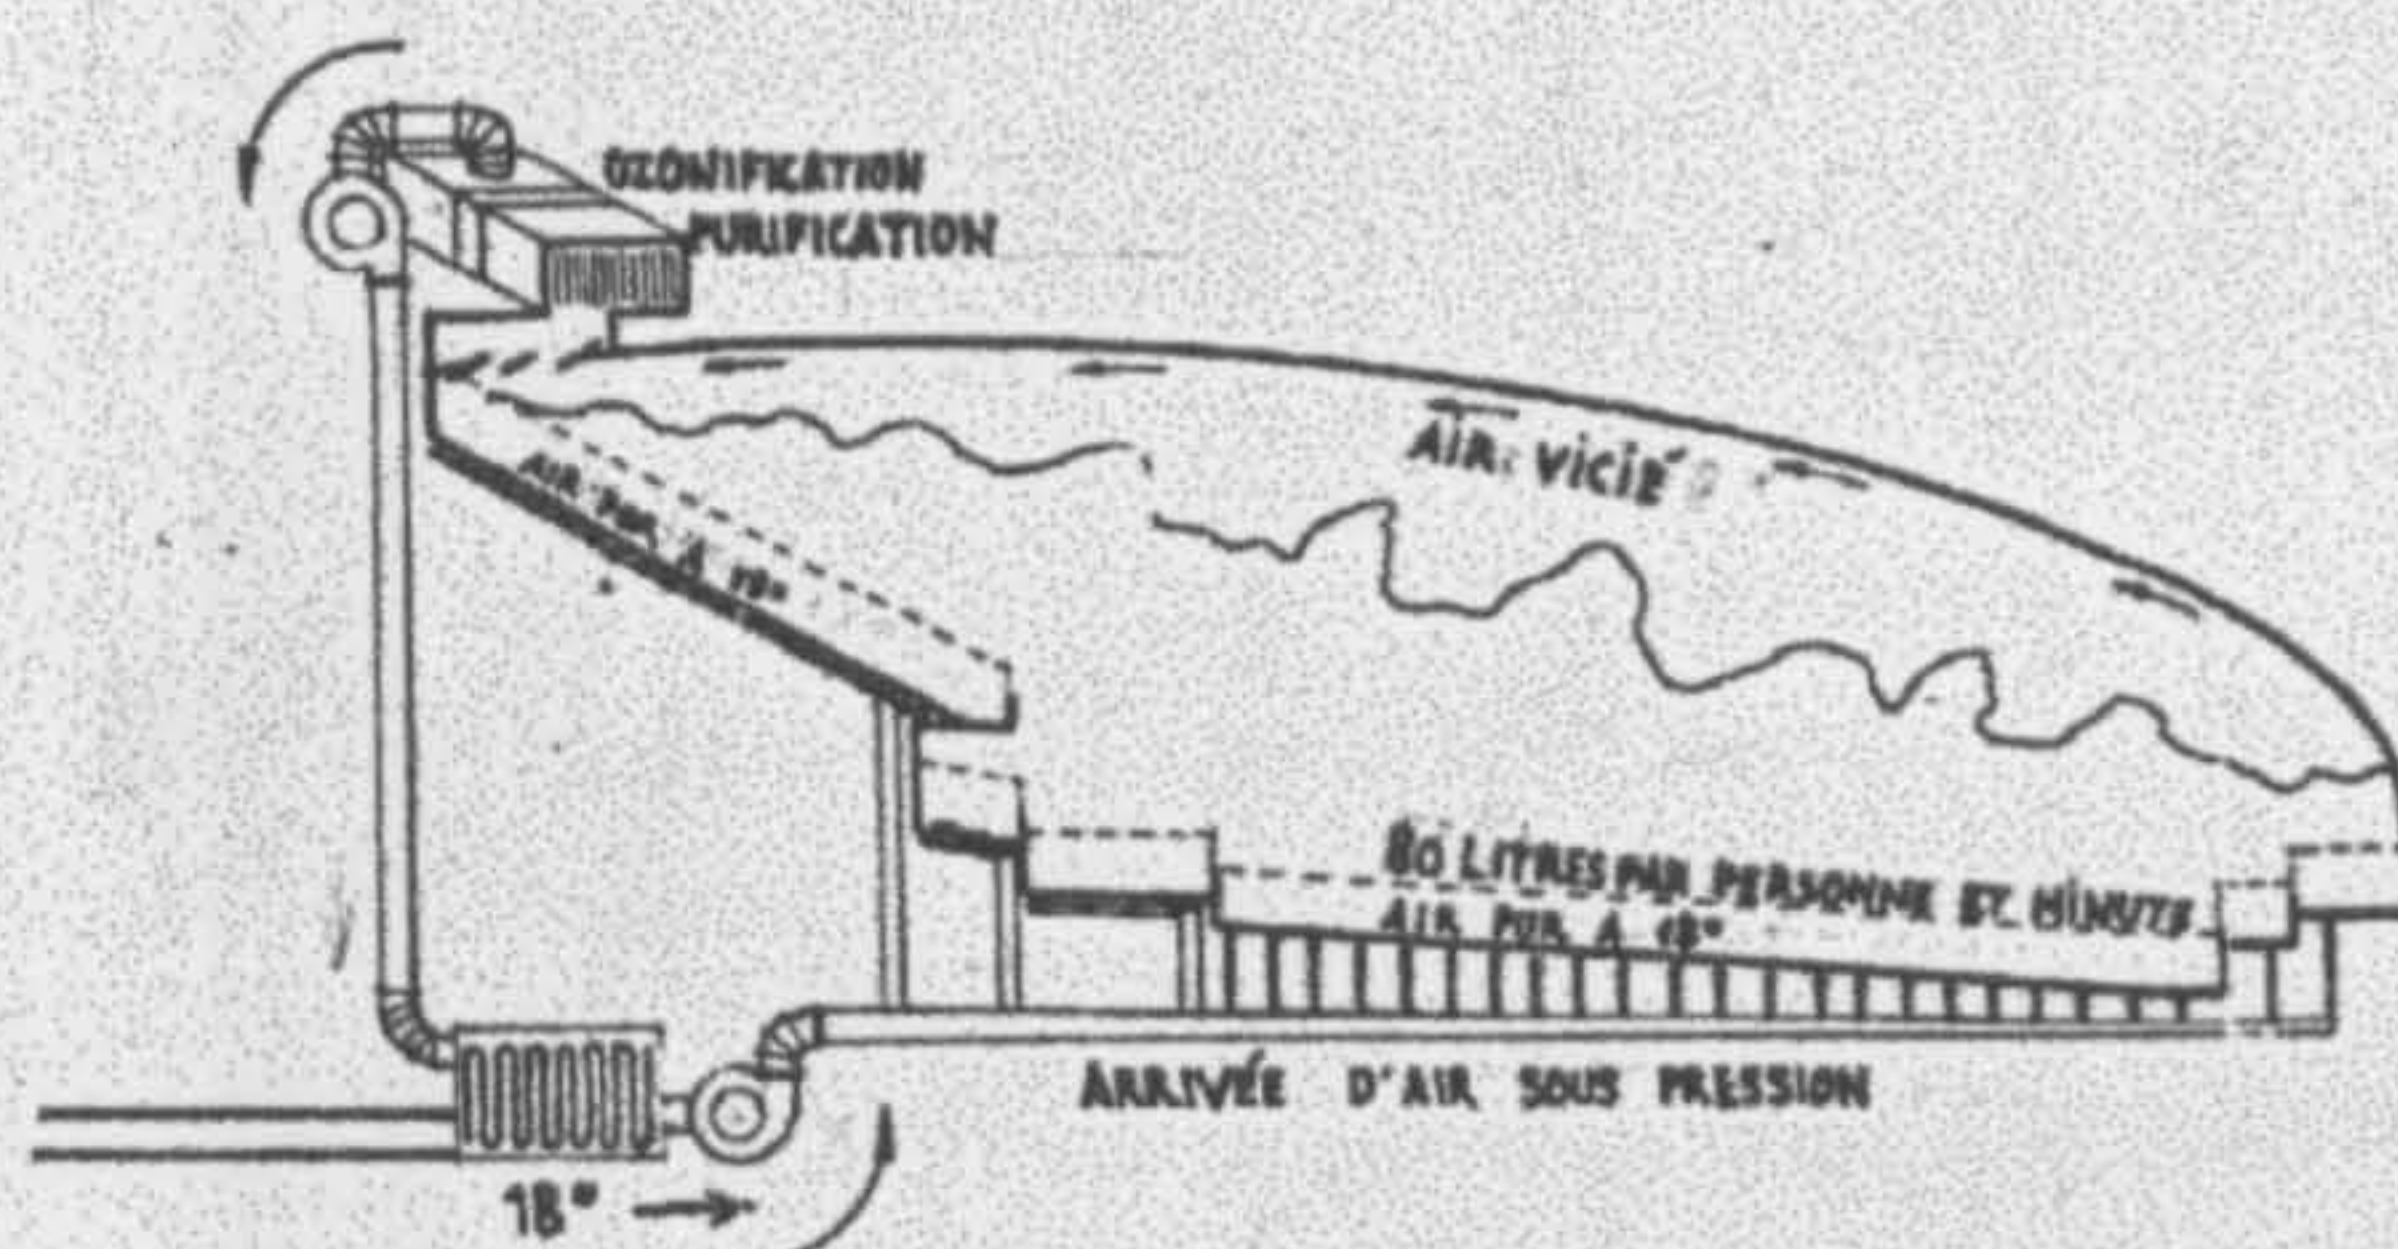 OZONIFICATION
PURIFICATION
AIR VICIÉ
AIR PUR À 18°
80 LITRES PAR PERSONNE ET MINUTE
AIR PUR À 18°
ARRIVÉE D'AIR SOUS PRESSION
18°